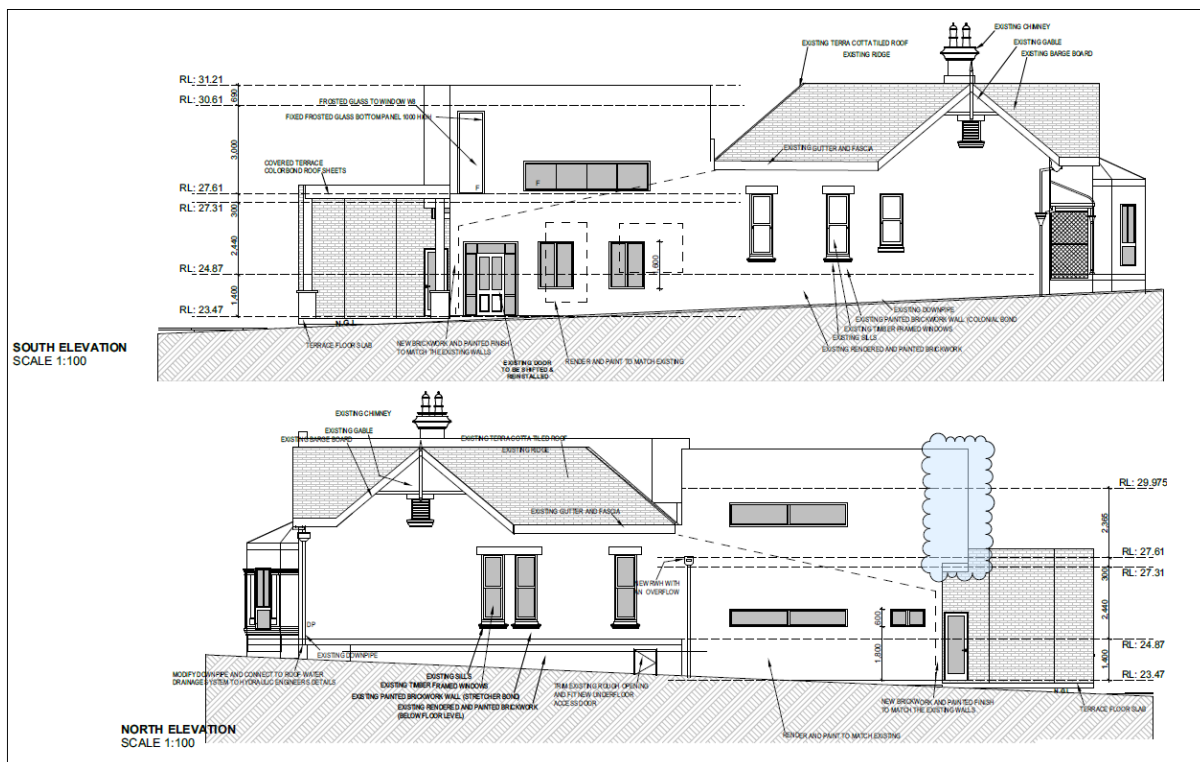 EXISTING CHIMNEY
EXISTING TERRA COTTA TILED ROOF
EXISTING GABLE
EXISTING RIDGE
EXISTING BARGE BOARD
RL: 31.21
690
RL: 30.61
FROSTED GLASS TO WINDOW W8
FIXED FROSTED GLASS BOTTOM PANEL 1000 HIGH
3,000
EXISTING GUTTER AND FASCIA
COVERED TERRACE
COLORBOND ROOF SHEETS
F
F
RL: 27.61
300
RL: 27.31
2,440
1,600
RL: 24.87
1,400
RL: 23.47
N.G.L
TERRACE FLOOR SLAB
NEW BRICKWORK AND PAINTED FINISH
TO MATCH THE EXISTING WALLS
EXISTING DOOR
TO BE SHIFTED &
REINSTALLED
RENDER AND PAINT TO MATCH EXISTING
EXISTING DOWNPIPE
EXISTING PAINTED BRICKWORK WALL (COLONIAL BOND
EXISTING TIMBER FRAMED WINDOWS
EXISTING SILLS
EXISTING RENDERED AND PAINTED BRICKWORK
SOUTH ELEVATION
SCALE 1:100
EXISTING CHIMNEY
EXISTING GABLE
EXISTING BARGE BOARD
EXISTING TERRA COTTA TILED ROOF
EXISTING RIDGE
EXISTING GUTTER AND FASCIA
RL: 29.975
2,365
RL: 27.61
300
RL: 27.31
NEW RWH WITH
AN OVERFLOW
2,440
600
1,800
DP
RL: 24.87
1,400
RL: 23.47
N.G.L
EXISTING DOWNPIPE
MODIFY DOWNPIPE AND CONNECT TO ROOF WATER
DRAINAGE SYSTEM TO HYDRAULIC ENGINEERS DETAILS
EXISTING SILLS
EXISTING TIMBER FRAMED WINDOWS
EXISTING PAINTED BRICKWORK WALL (STRETCHER BOND)
EXISTING RENDERED AND PAINTED BRICKWORK
(BELOW FLOOR LEVEL)
TRIM EXISTING ROUGH OPENING
AND FIT NEW UNDERFLOOR
ACCESS DOOR
NEW BRICKWORK AND PAINTED FINISH
TO MATCH THE EXISTING WALLS
TERRACE FLOOR SLAB
RENDER AND PAINT TO MATCH EXISTING
NORTH ELEVATION
SCALE 1:100